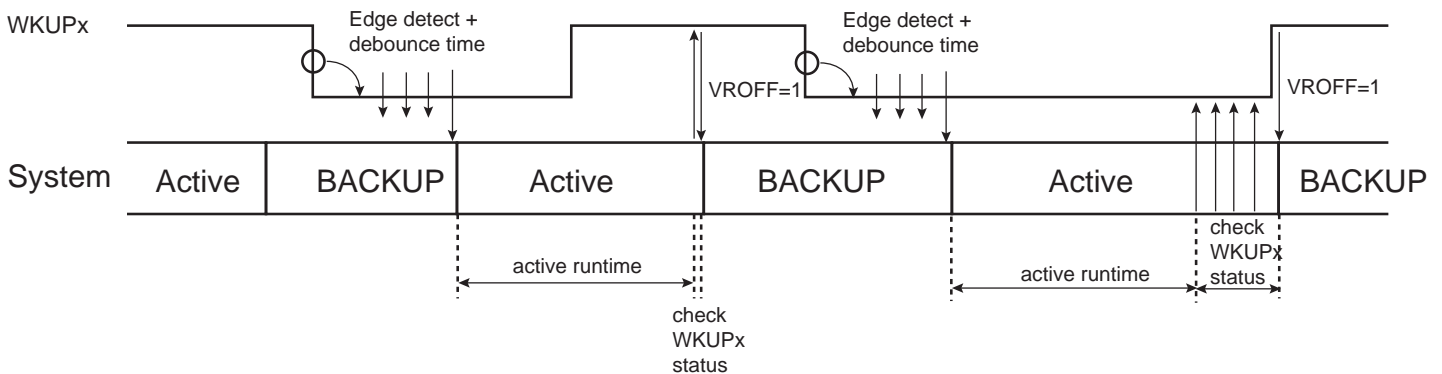 WKUPx
Edge detect +
debounce time
VROFF=1
Edge detect +
debounce time
VROFF=1
System
Active
BACKUP
Active
BACKUP
Active
BACKUP
active runtime
check
WKUPx
status
active runtime
check
WKUPx
status